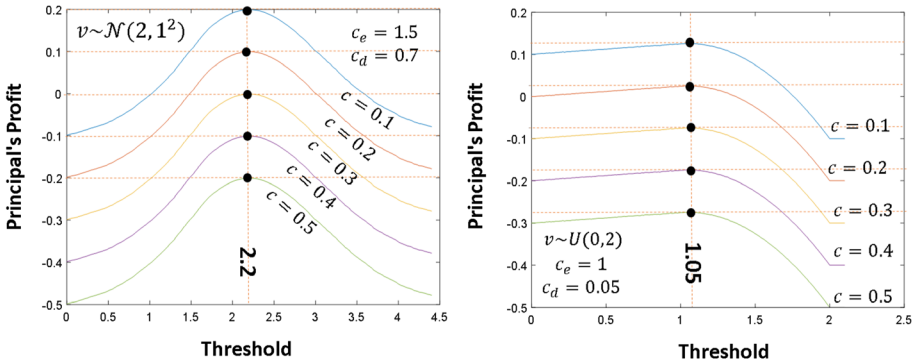 Principal's Profit
0.2
0.1
0
-0.1
-0.2
-0.3
-0.4
-0.5
v~𝒩(2,1²)
c_e = 1.5
c_d = 0.7
c = 0.1
c = 0.2
c = 0.3
c = 0.4
c = 0.5
2.2
0 0.5 1 1.5 2 2.5 3 3.5 4 4.5
Threshold
Principal's Profit
0.2
0.1
0
-0.1
-0.2
-0.3
-0.4
-0.5
c = 0.1
c = 0.2
c = 0.3
c = 0.4
c = 0.5
v~U(0,2)
c_e = 1
c_d = 0.05
1.05
0 0.5 1 1.5 2 2.5
Threshold